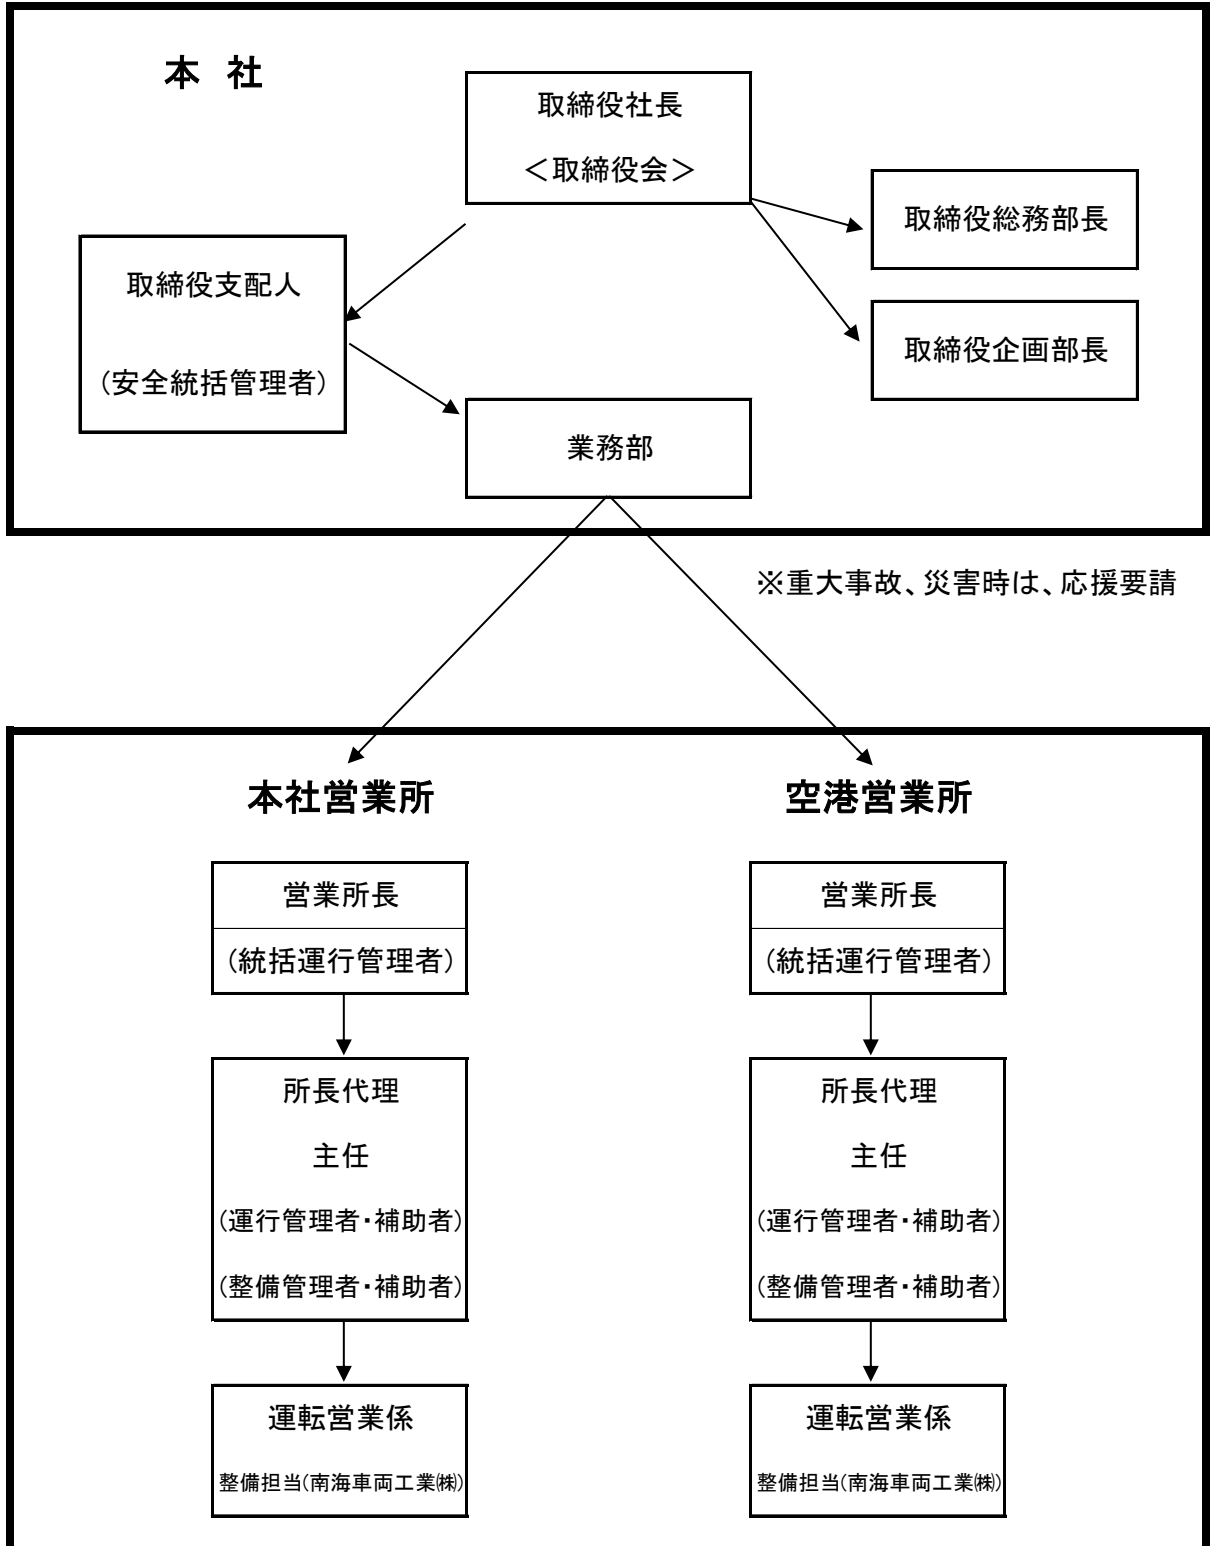 本 社
取締役社長
＜取締役会＞
取締役総務部長
取締役支配人
(安全統括管理者)
取締役企画部長
業務部
※重大事故、災害時は、応援要請
本社営業所
営業所長
(統括運行管理者)
所長代理
主任
(運行管理者・補助者)
(整備管理者・補助者)
運転営業係
整備担当(南海車両工業㈱)
空港営業所
営業所長
(統括運行管理者)
所長代理
主任
(運行管理者・補助者)
(整備管理者・補助者)
運転営業係
整備担当(南海車両工業㈱)